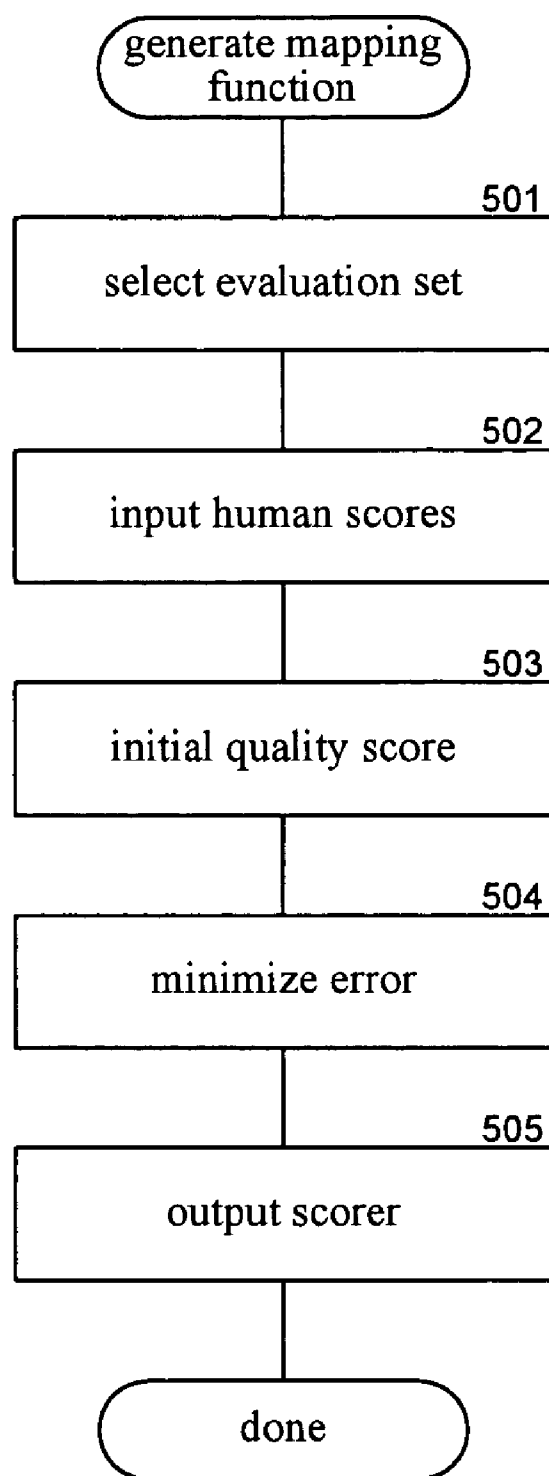 generate mapping
function
501
select evaluation set
502
input human scores
503
initial quality score
504
minimize error
505
output scorer
done